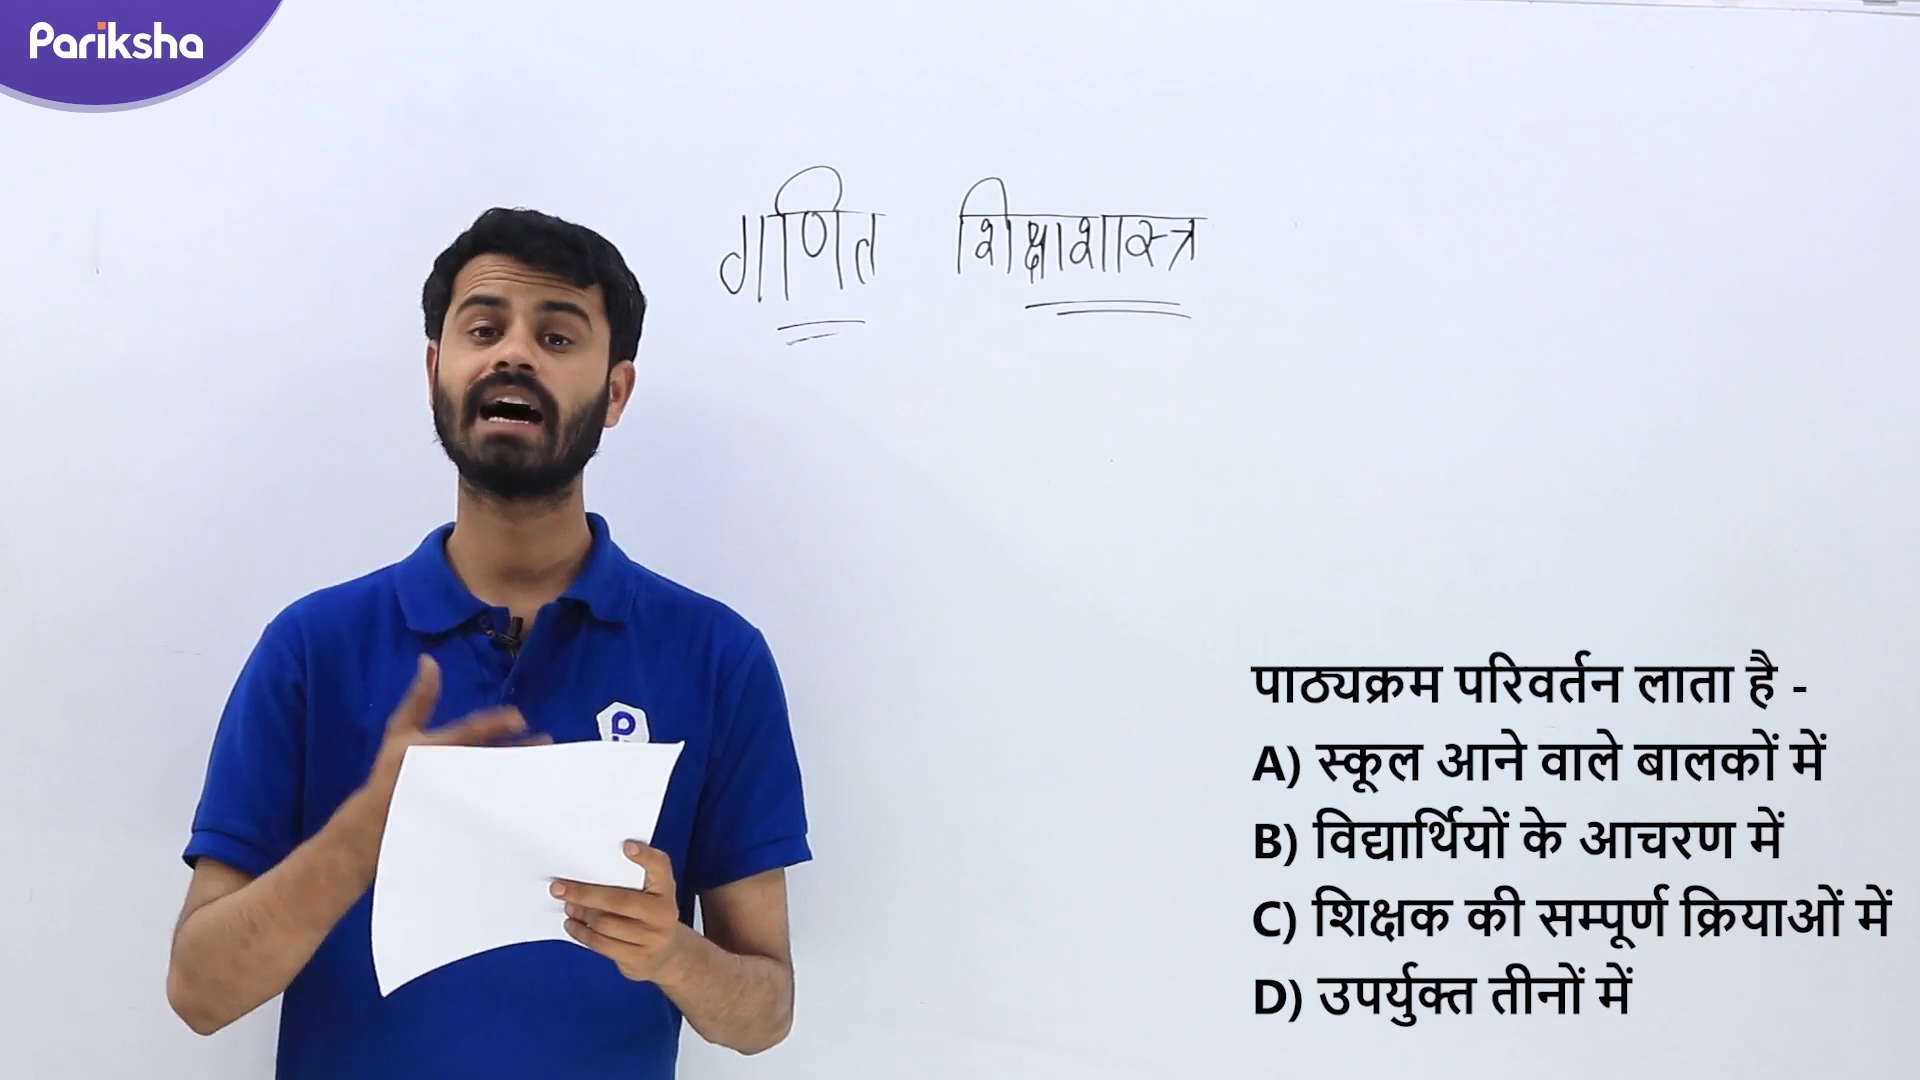 Pariksha
गणित शिक्षाशास्त्र
पाठ्यक्रम परिवर्तन लाता है -
A) स्कूल आने वाले बालकों में
B) विद्यार्थियों के आचरण में
C) शिक्षक की सम्पूर्ण क्रियाओं में
D) उपर्युक्त तीनों में